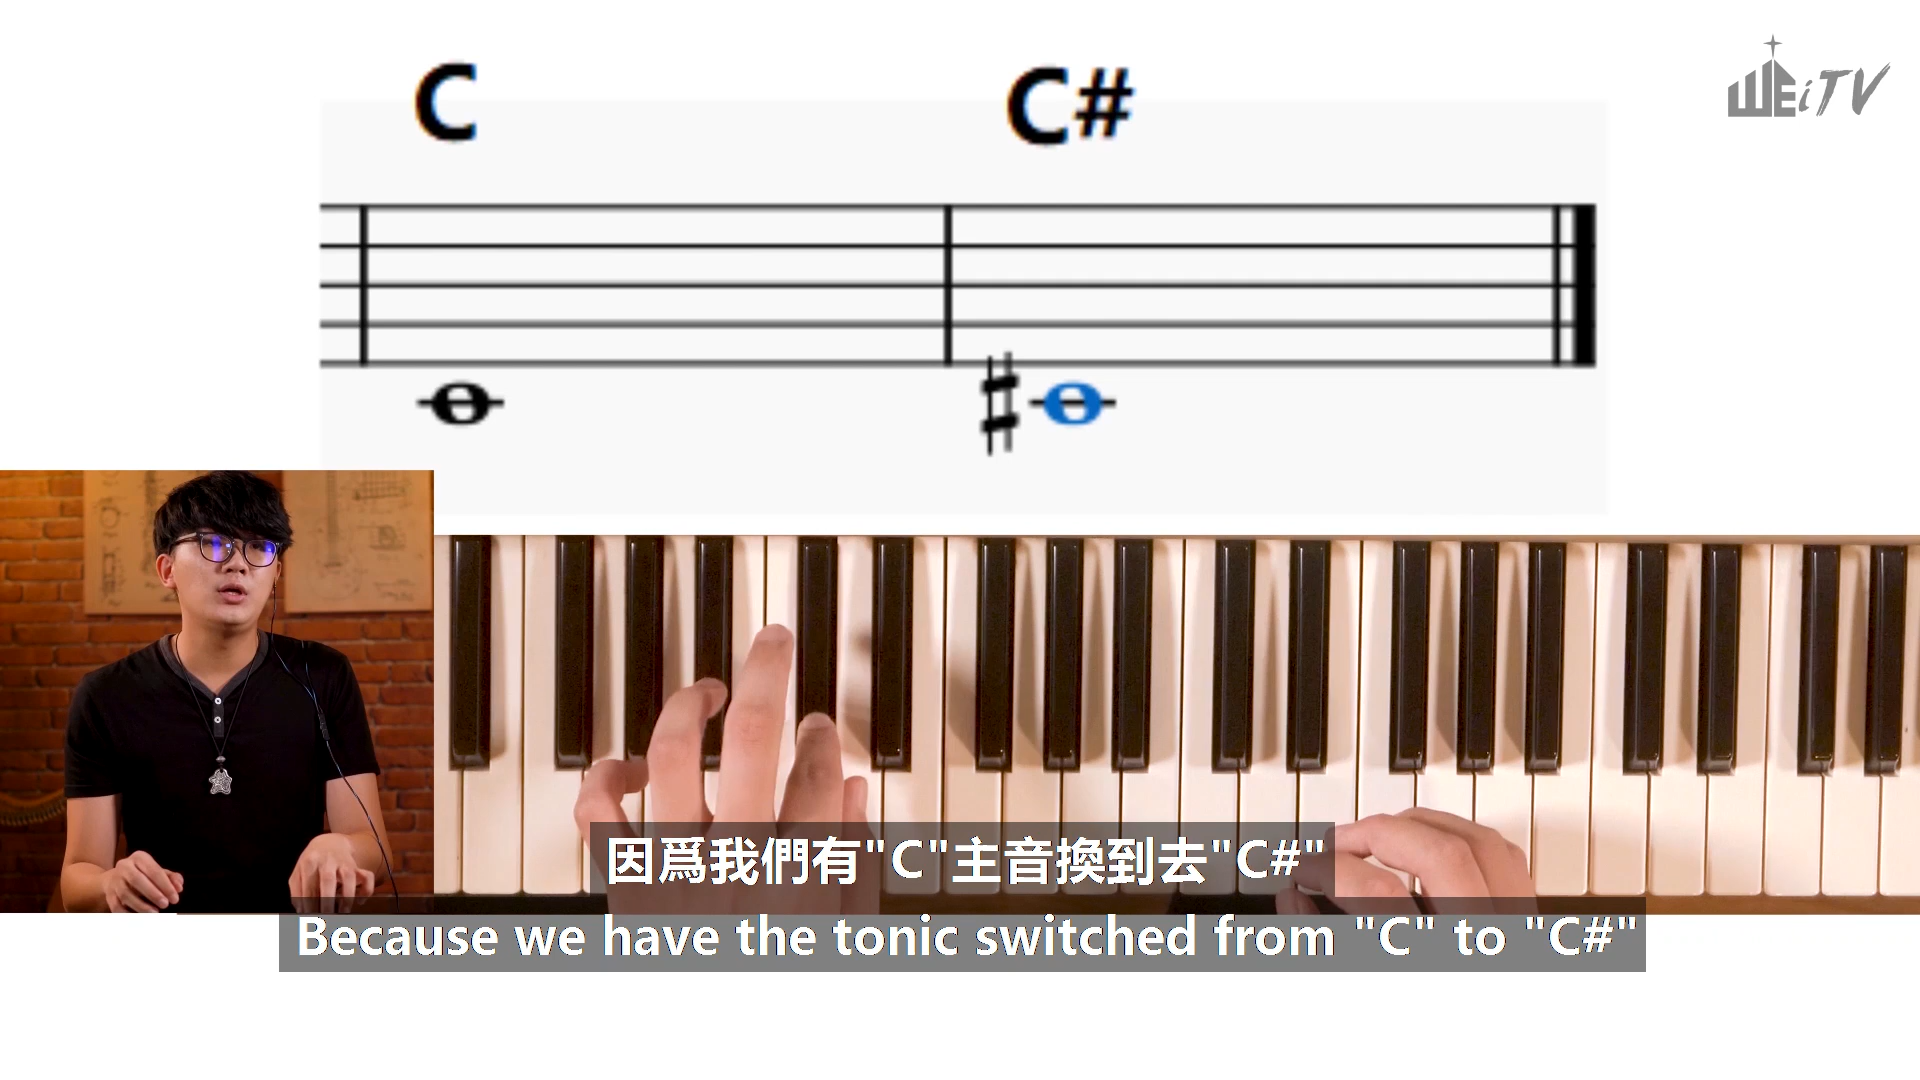 C C#
WEiTV
因爲我們有"C"主音換到去"C#"
Because we have the tonic switched from "C" to "C#"